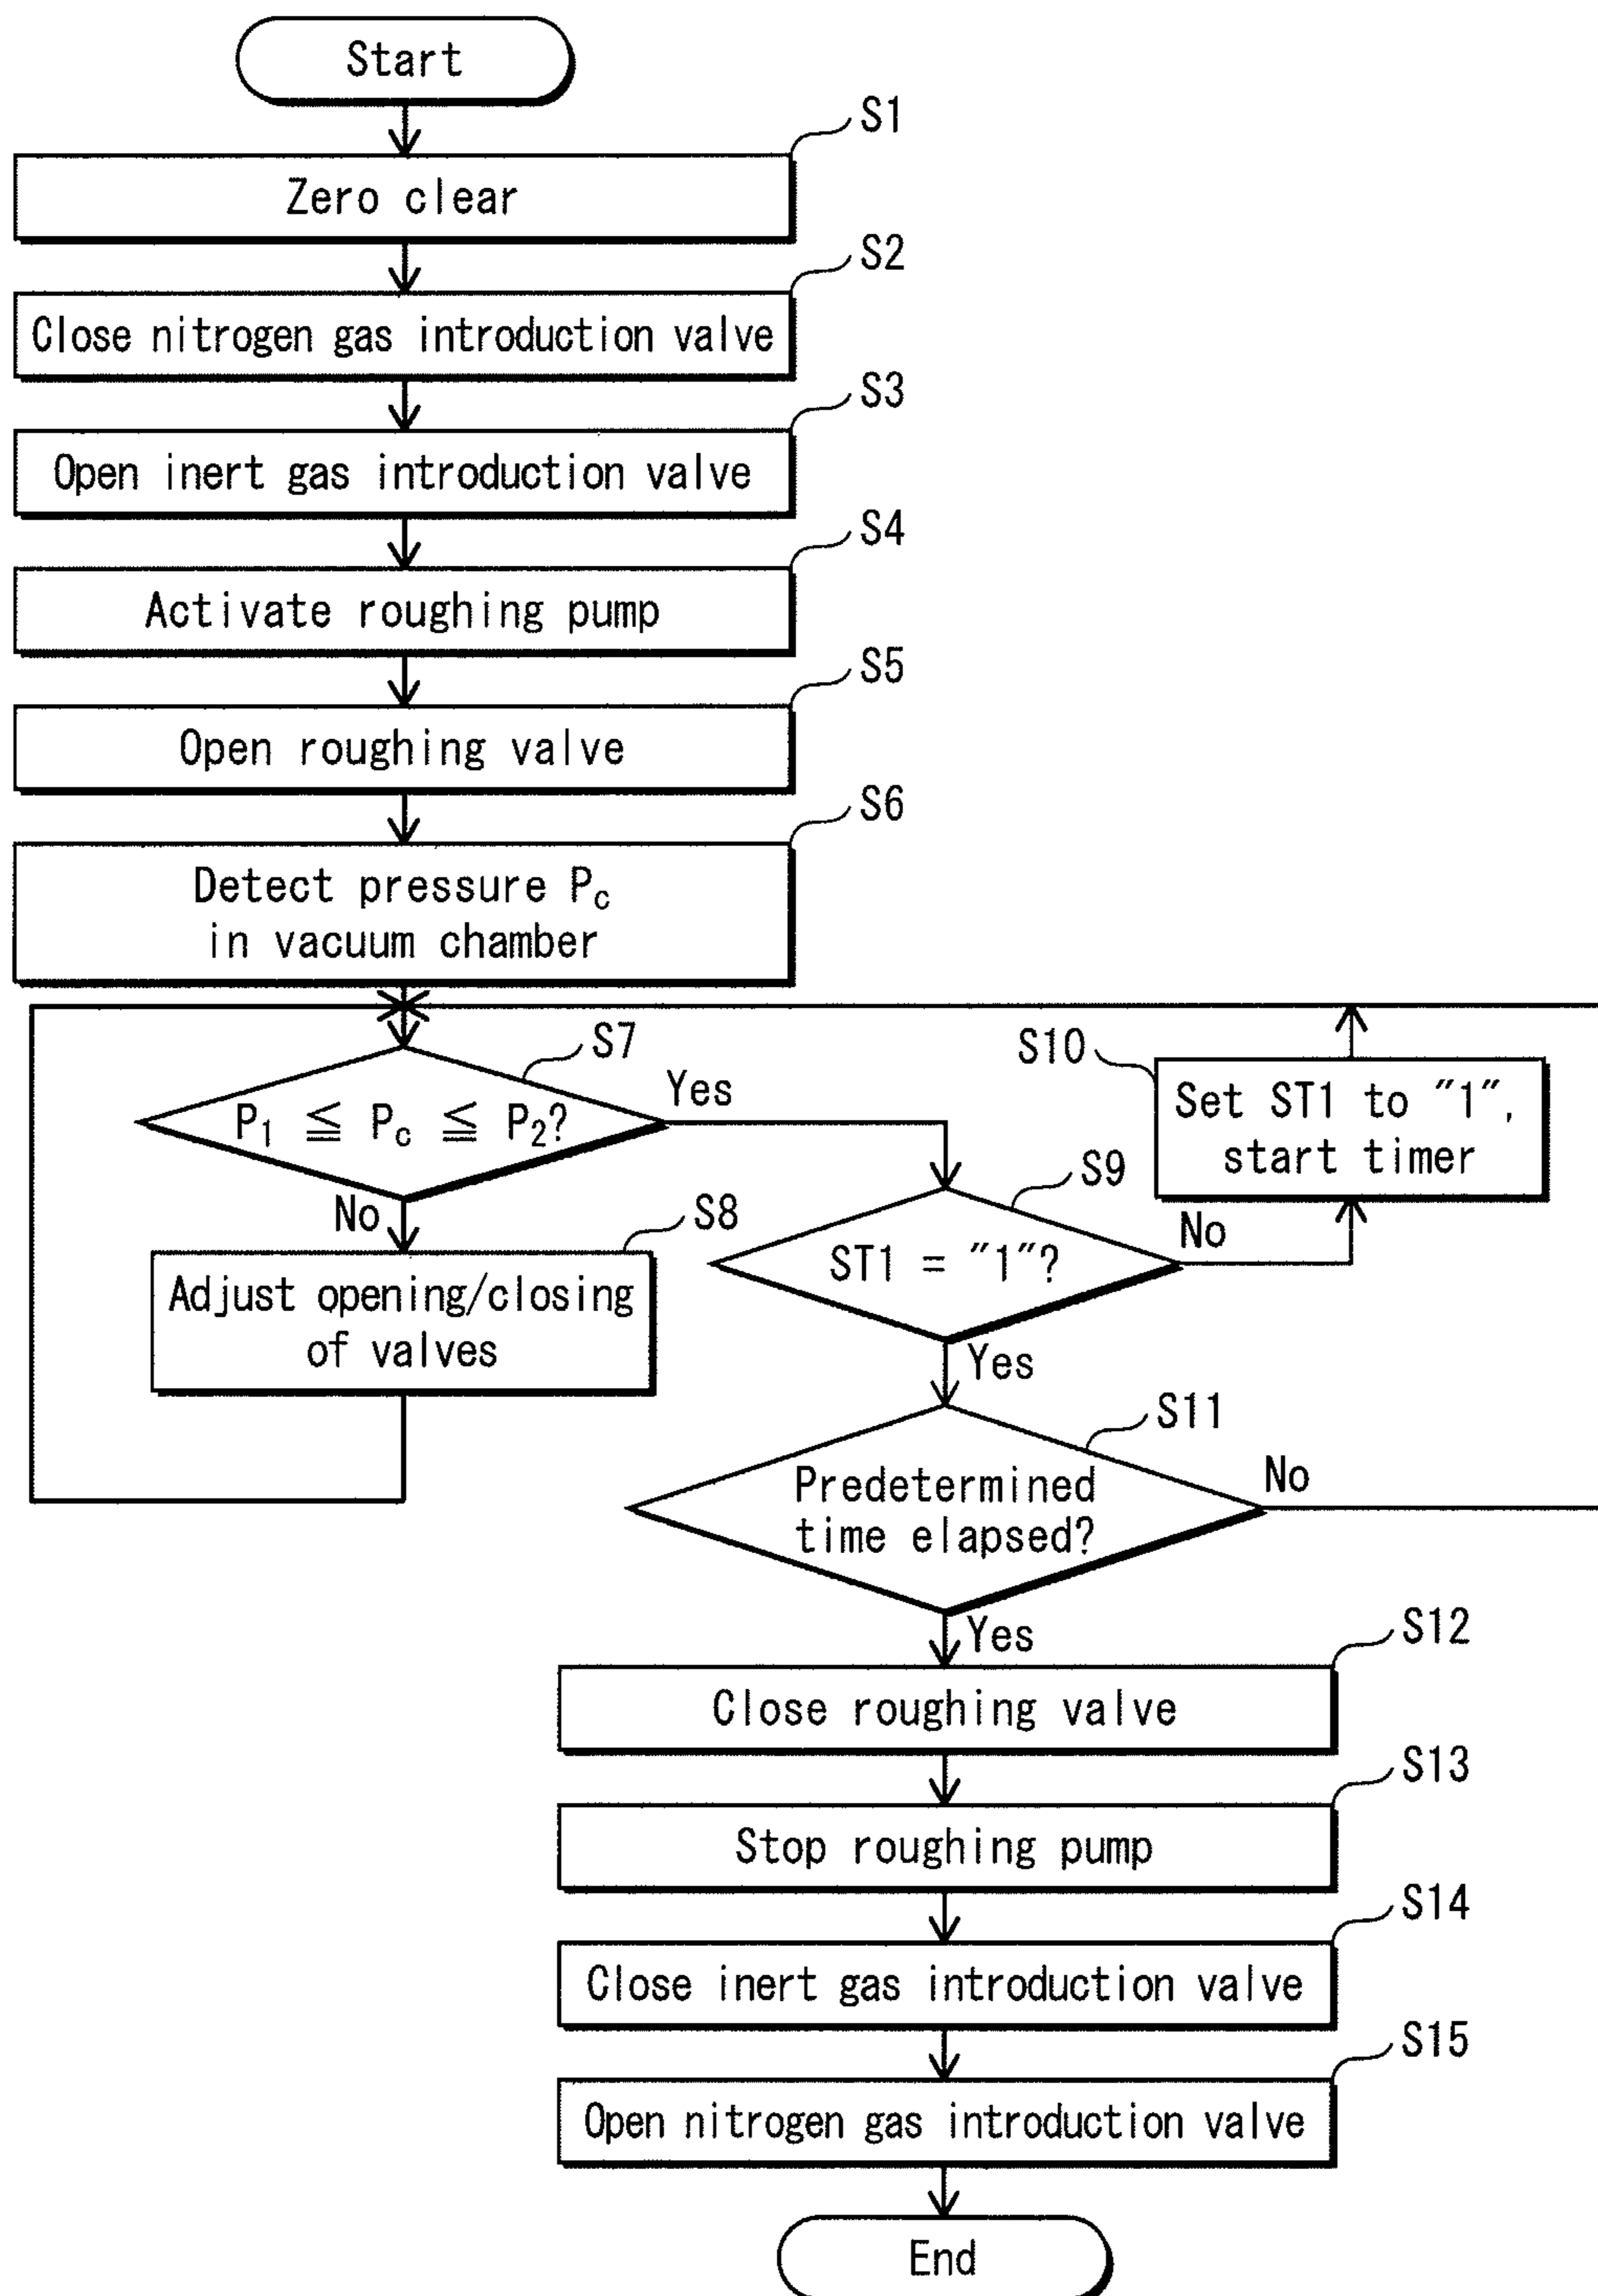 Start
S1
Zero clear
S2
Close nitrogen gas introduction valve
S3
Open inert gas introduction valve
S4
Activate roughing pump
S5
Open roughing valve
S6
Detect pressure Pc
in vacuum chamber
S7
P1 ≦ Pc ≦ P2?
Yes
No
S8
Adjust opening/closing
of valves
S9
ST1 = "1"?
No
S10
Set ST1 to "1",
start timer
Yes
S11
Predetermined
time elapsed?
No
Yes
S12
Close roughing valve
S13
Stop roughing pump
S14
Close inert gas introduction valve
S15
Open nitrogen gas introduction valve
End